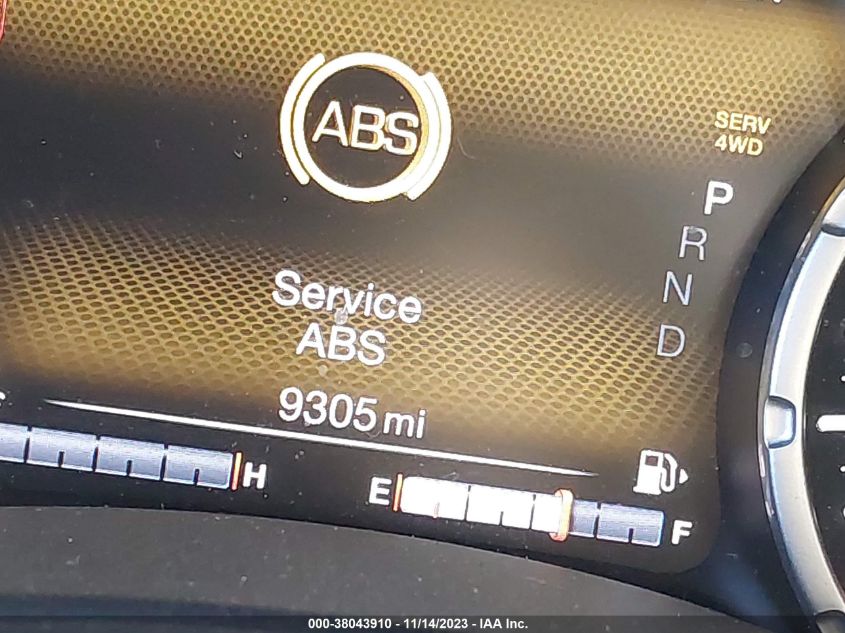 ABS
SERV
4WD
P
R
N
D
Service
ABS
9305 mi
H
E
F
000-38043910 - 11/14/2023 - IAA Inc.